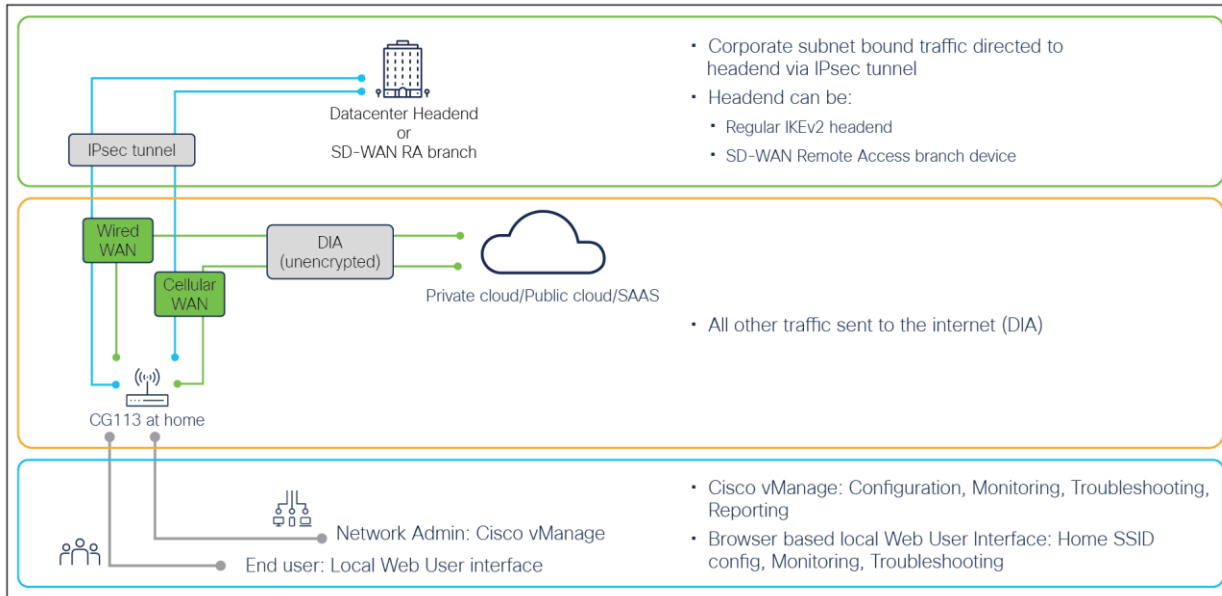 Datacenter Headend
or
SD-WAN RA branch
IPsec tunnel
• Corporate subnet bound traffic directed to
headend via IPsec tunnel
• Headend can be:
• Regular IKEv2 headend
• SD-WAN Remote Access branch device
Wired
WAN
DIA
(unencrypted)
Cellular
WAN
Private cloud/Public cloud/SAAS
CG113 at home
• All other traffic sent to the internet (DIA)
Network Admin: Cisco vManage
End user: Local Web User interface
• Cisco vManage: Configuration, Monitoring, Troubleshooting,
Reporting
• Browser based local Web User Interface: Home SSID
config, Monitoring, Troubleshooting